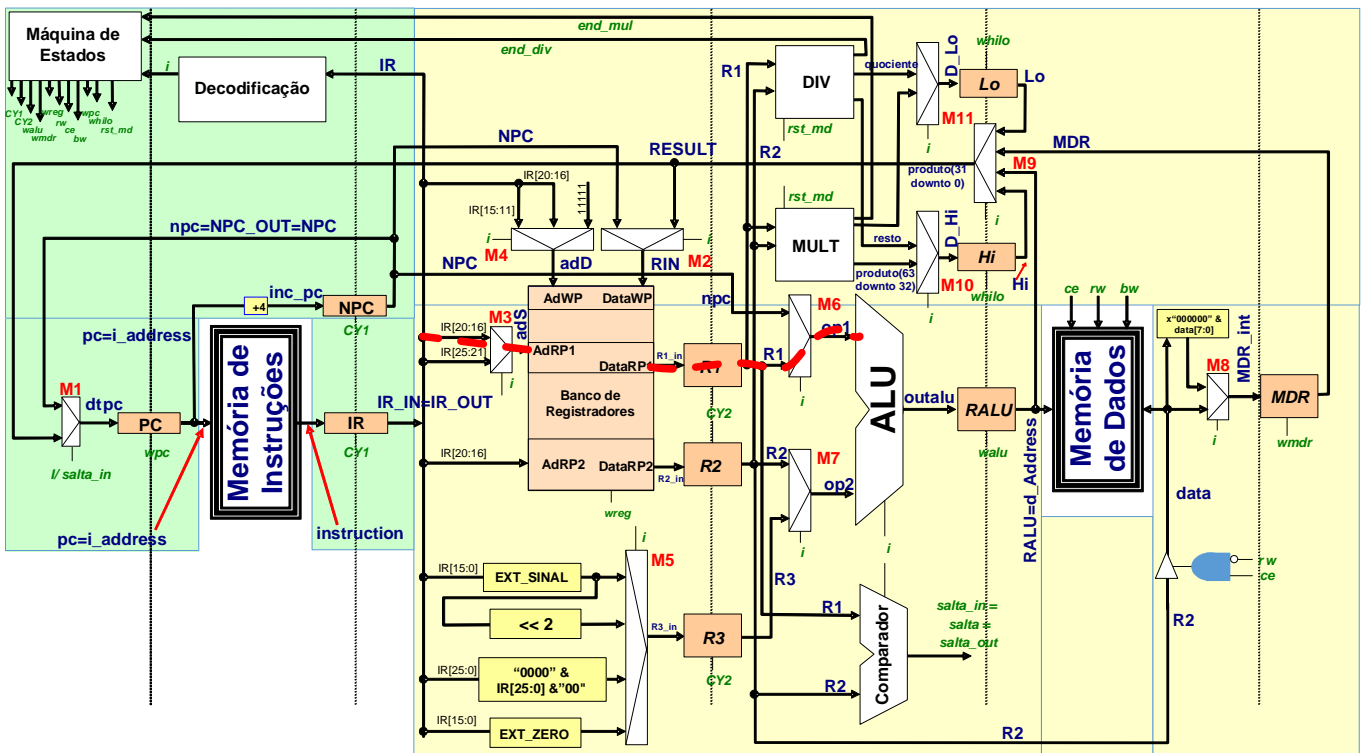 Máquina de
Estados
end_mul
end_div
i
IR
Decodificação
CY1
CY2
walu
wmdr
wreg
rw
ce
bw
wpc
whilo
rst_md
NPC
RESULT
IR[20:16]
IR[15:11]
11111
i
M4
adD
RIN
i
M2
npc=NPC_OUT=NPC
NPC
inc_pc
+4
NPC
CY1
pc=i_address
M1
dtpc
PC
wpc
I/ salta_in
Memória de
Instruções
pc=i_address
instruction
IR_IN=IR_OUT
IR
CY1
M3
adS
IR[20:16]
IR[25:21]
i
AdWP
DataWP
AdRP1
DataRP1
Banco de
Registradores
AdRP2
DataRP2
IR[20:16]
wreg
R1_in
R1
CY2
R2_in
R2
R1
R2
R1
DIV
rst_md
quociente
D_Lo
whilo
Lo
Lo
M11
i
MDR
M9
produto(31
downto 0)
i
rst_md
MULT
resto
produto(63
downto 32)
D_Hi
Hi
Hi
whilo
M10
i
npc
M6
op1
i
ALU
i
outalu
RALU
walu
R2
M7
op2
i
R3
RALU=d_Address
ce
rw
bw
Memória
de Dados
x"000000" &
data[7:0]
M8
i
MDR_int
MDR
wmdr
data
rw
ce
R2
IR[15:0]
EXT_SINAL
<< 2
IR[25:0]
"0000" &
IR[25:0] &"00"
IR[15:0]
EXT_ZERO
i
M5
R3_in
R3
CY2
R1
R2
Comparador
salta_in =
salta =
salta_out
R2